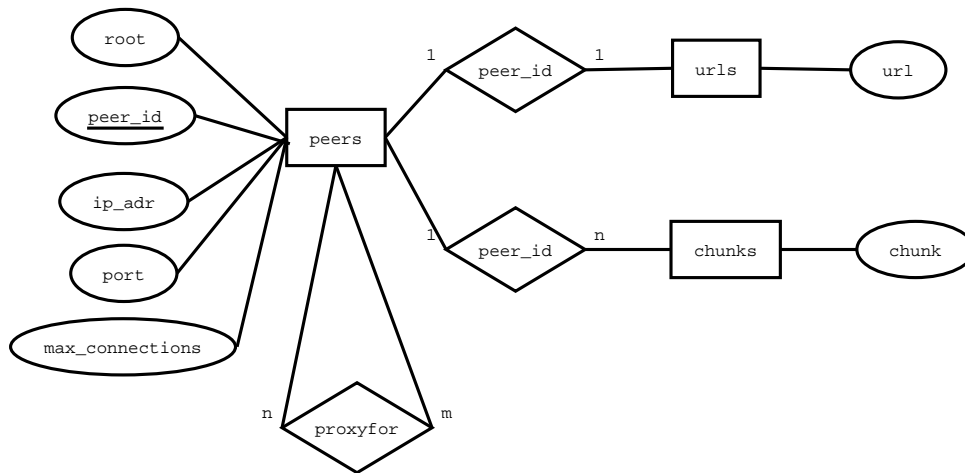 root
1
1
peer_id
urls
url
peer_id
peers
ip_adr
1
n
peer_id
chunks
chunk
port
max_connections
n
m
proxyfor